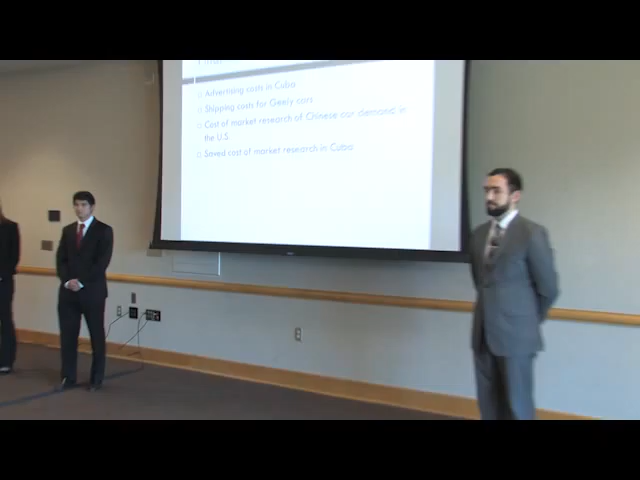 Advertising costs in Cuba
Shipping costs for Geely cars
Cost of market research of Chinese car demand in
the U.S.
Saved cost of market research in Cuba